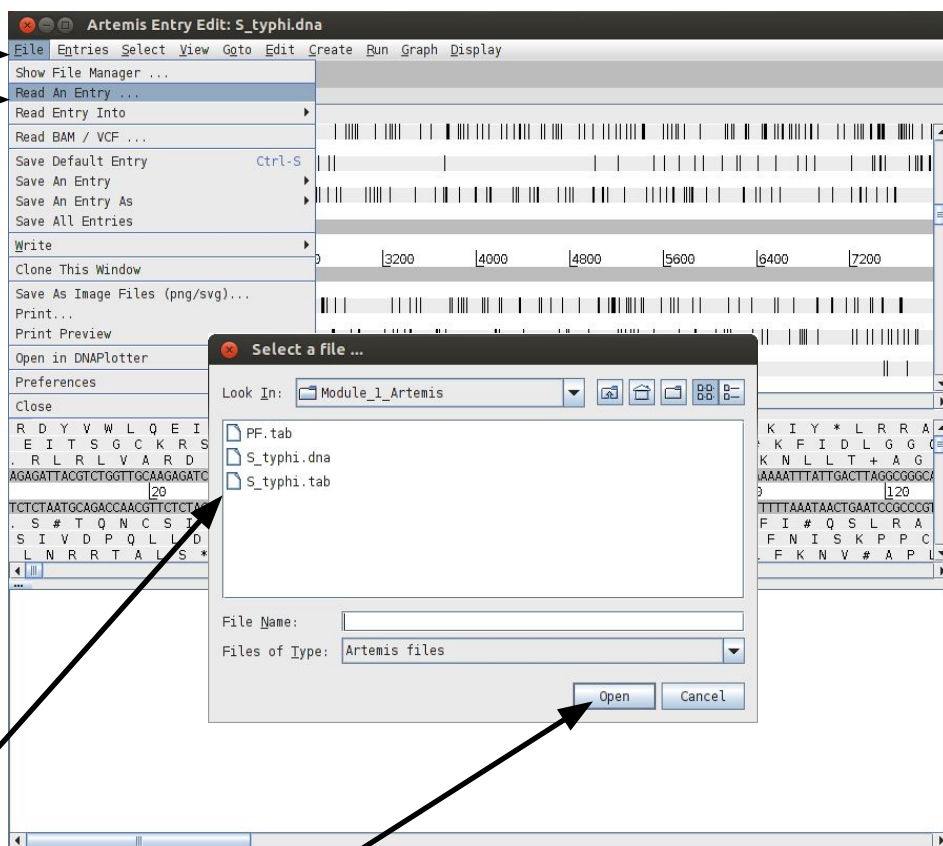 Artemis Entry Edit: S_typhi.dna
File Entries Select View Goto Edit Create Run Graph Display
Show File Manager ...
Read An Entry ...
Read Entry Into
Read BAM / VCF ...
Save Default Entry Ctrl-S
Save An Entry
Save An Entry As
Save All Entries
Write
Clone This Window
3200 4000 4800 5600 6400 7200
Save As Image Files (png/svg)...
Print...
Print Preview
Open in DNAPlotter
Preferences
Close
Select a file ...
Look In: Module_1_Artemis
PF.tab
S_typhi.dna
S_typhi.tab
File Name:
Files of Type: Artemis files
Open Cancel
R D Y V W L Q E I K I Y * L R R A
E I T S G C K R S K F I D L G G
. R L R L V A R D K N L L T + A G
AGAGATTACGTCTGGTTGCAAGAGATC AAAATTTATTGACTTAGGCGGGCA
20 120
TCTCTAATGCAGACCAACGTTCTCTA TTTTAAATAACTGAATCCGCCCGT
. S # T Q N C S I F I # Q S L R A
S I V D P Q L L D F N I S K P P C
L N R R T A L S * F K N V # A P L